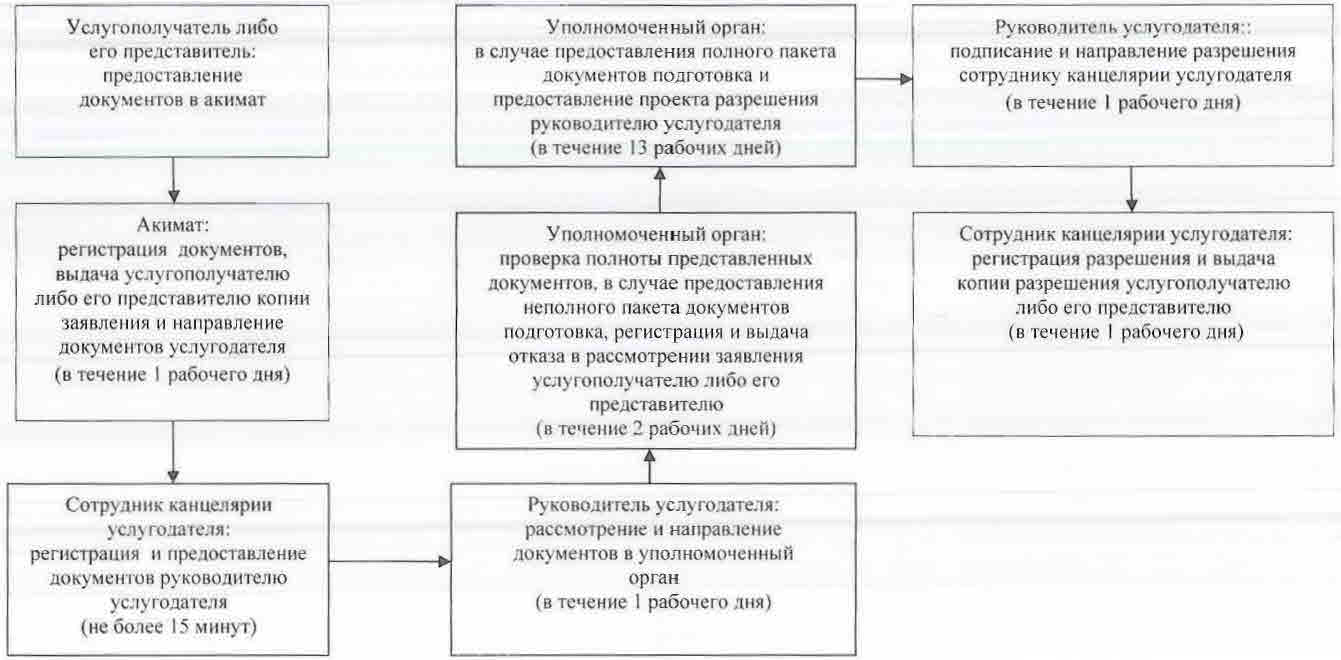 Услугополучатель либо
его представитель:
предоставление
документов в акимат
Акимат:
регистрация документов,
выдача услугополучателю
либо его представителю копии
заявления и направление
документов услугодателя
(в течение 1 рабочего дня)
Сотрудник канцелярии
услугодателя:
регистрация и предоставление
документов руководителю
услугодателя
(не более 15 минут)
Руководитель услугодателя:
рассмотрение и направление
документов в уполномоченный
орган
(в течение 1 рабочего дня)
Уполномоченный орган:
проверка полноты представленных
документов, в случае предоставления
неполного пакета документов
подготовка, регистрация и выдача
отказа в рассмотрении заявления
услугополучателю либо его
представителю
(в течение 2 рабочих дней)
Уполномоченный орган:
в случае предоставления полного пакета
документов подготовка и
предоставление проекта разрешения
руководителю услугодателя
(в течение 13 рабочих дней)
Руководитель услугодателя::
подписание и направление разрешения
сотруднику канцелярии услугодателя
(в течение 1 рабочего дня)
Сотрудник канцелярии услугодателя:
регистрация разрешения и выдача
копии разрешения услугополучателю
либо его представителю
(в течение 1 рабочего дня)